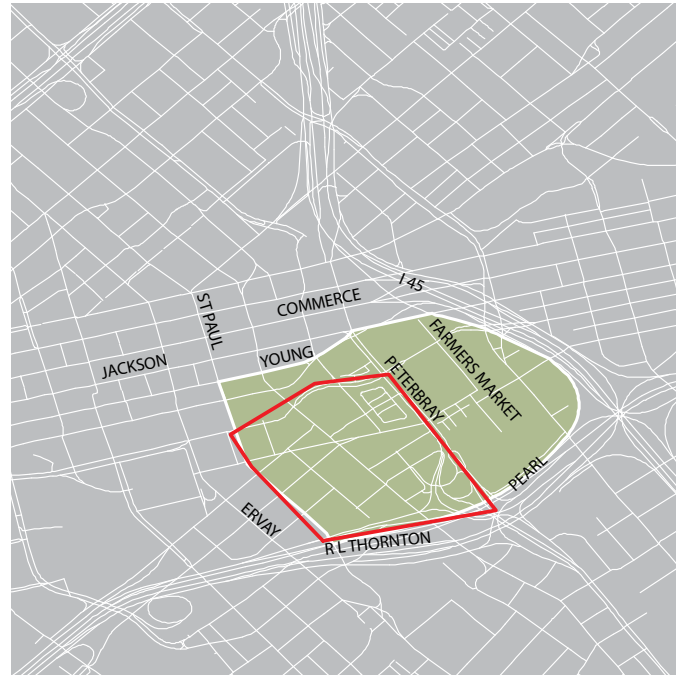 I 45
COMMERCE
ST PAUL
FARMERS MARKET
YOUNG
JACKSON
PETERBRAY
PEARL
ERVAY
R L THORNTON